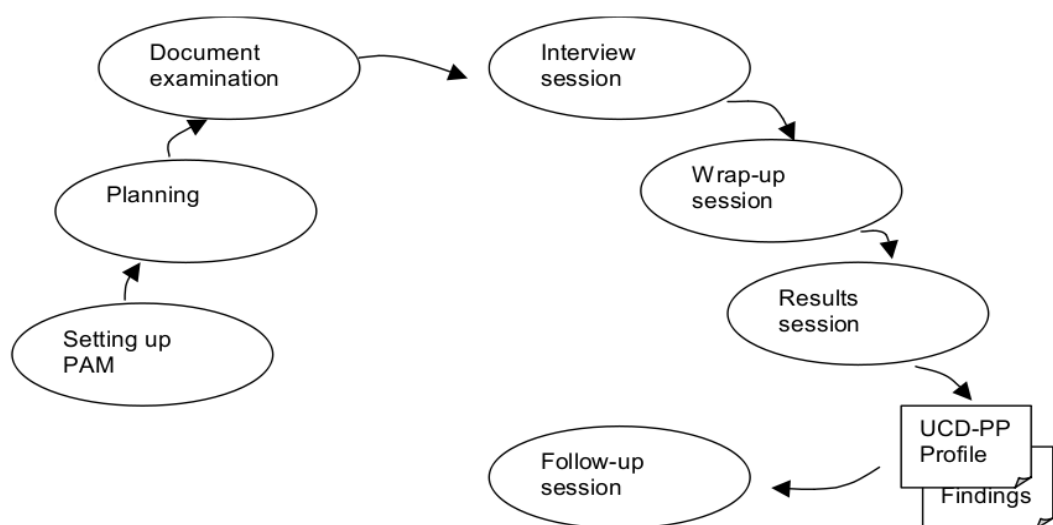 Document
examination
Interview
session
Planning
Wrap-up
session
Setting up
PAM
Results
session
UCD-PP
Profile
Findings
Follow-up
session